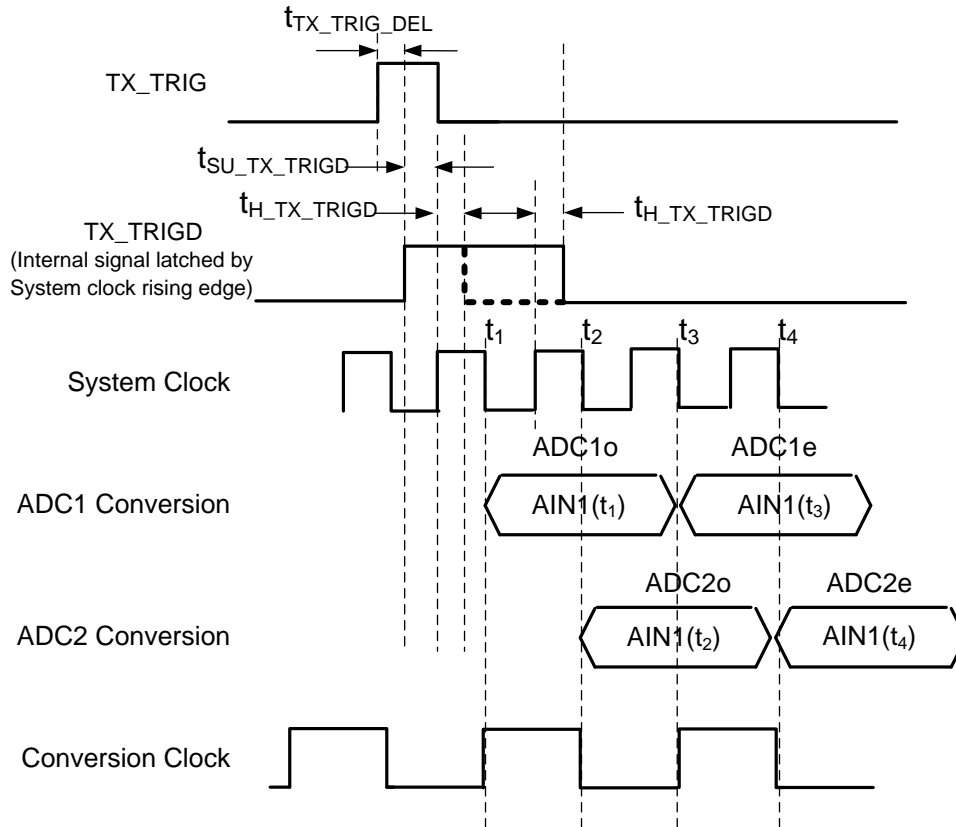 tTX_TRIG_DEL
TX_TRIG
tSU_TX_TRIGD
tH_TX_TRIGD
tH_TX_TRIGD
TX_TRIGD
(Internal signal latched by
System clock rising edge)
t1 t2 t3 t4
System Clock
ADC1o ADC1e
ADC1 Conversion
AIN1(t1) AIN1(t3)
ADC2o ADC2e
ADC2 Conversion
AIN1(t2) AIN1(t4)
Conversion Clock